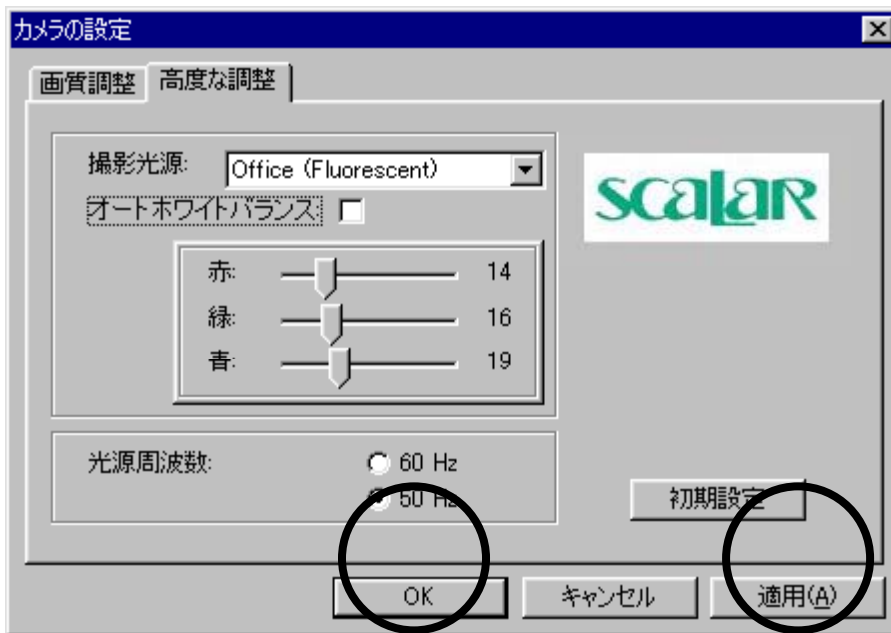 カメラの設定
画質調整 高度な調整
撮影光源: Office (Fluorescent)
SCALAR
オートホワイトバランス:
赤: 14
緑: 16
青: 19
光源周波数: 60 Hz
50 Hz
初期設定
OK キャンセル 適用(A)